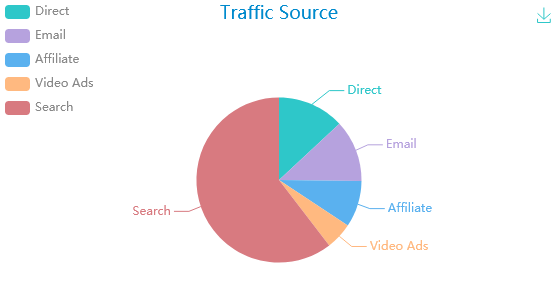 Traffic Source
Direct
Email
Affiliate
Video Ads
Search
Direct
Email
Affiliate
Video Ads
Search